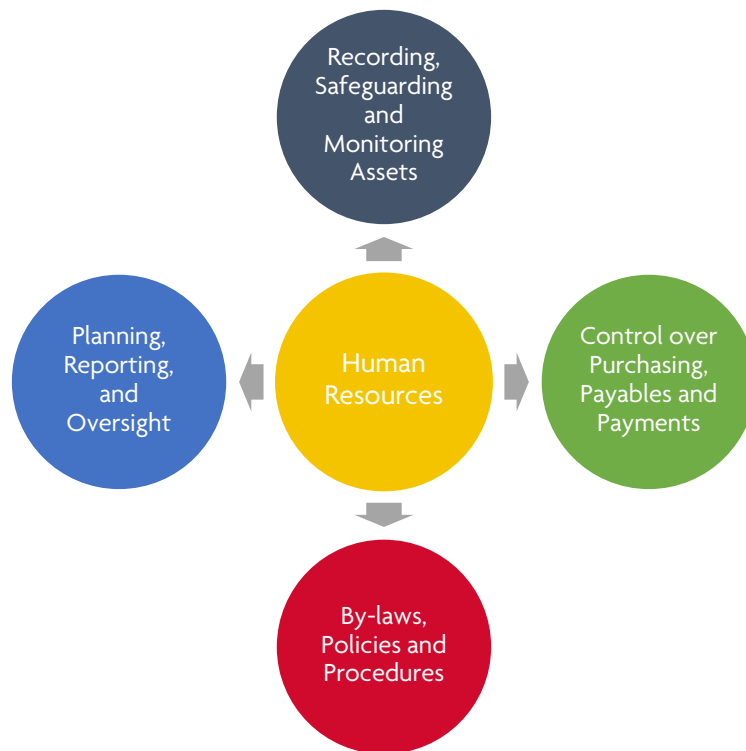 Recording,
Safeguarding
and
Monitoring
Assets
Planning,
Reporting,
and
Oversight
Human
Resources
Control over
Purchasing,
Payables and
Payments
By-laws,
Policies and
Procedures